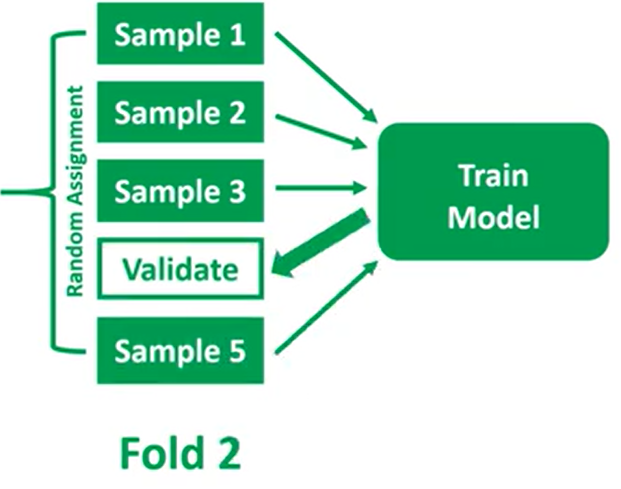 Random Assignment
Sample 1
Sample 2
Sample 3
Validate
Sample 5
Train
Model
Fold 2